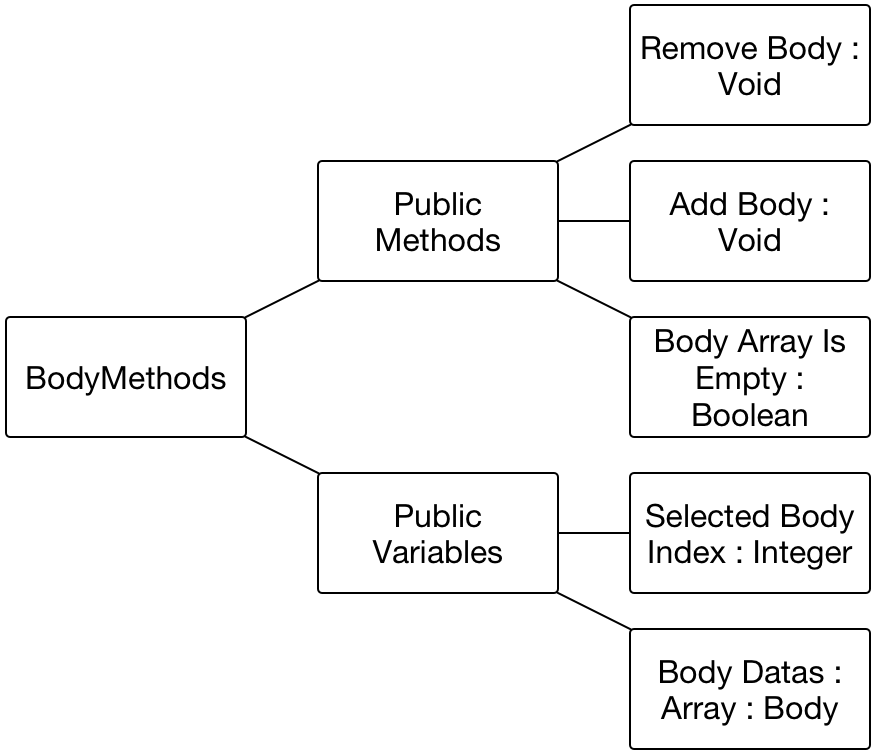 Remove Body :
Void
Public
Methods
Add Body :
Void
BodyMethods
Body Array Is
Empty :
Boolean
Public
Variables
Selected Body
Index : Integer
Body Datas :
Array : Body